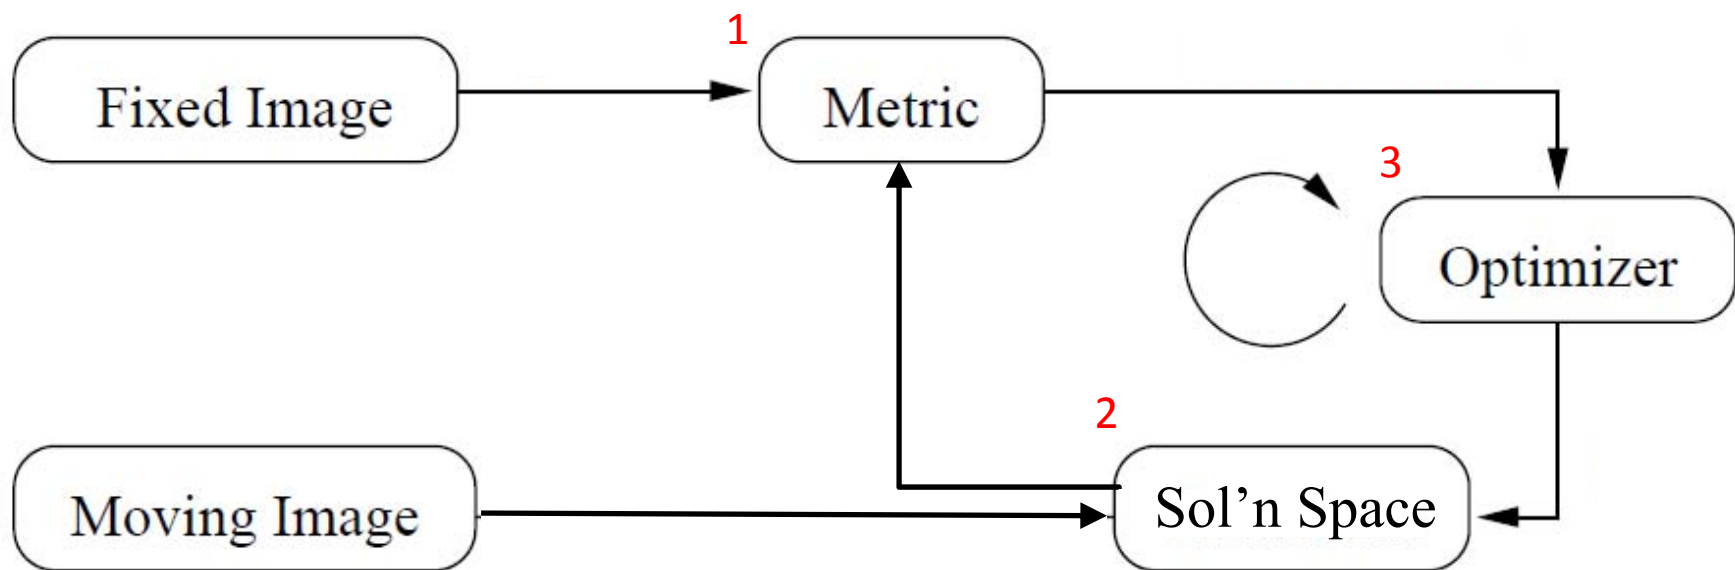 1
Fixed Image
Metric
3
Optimizer
2
Moving Image
Sol’n Space